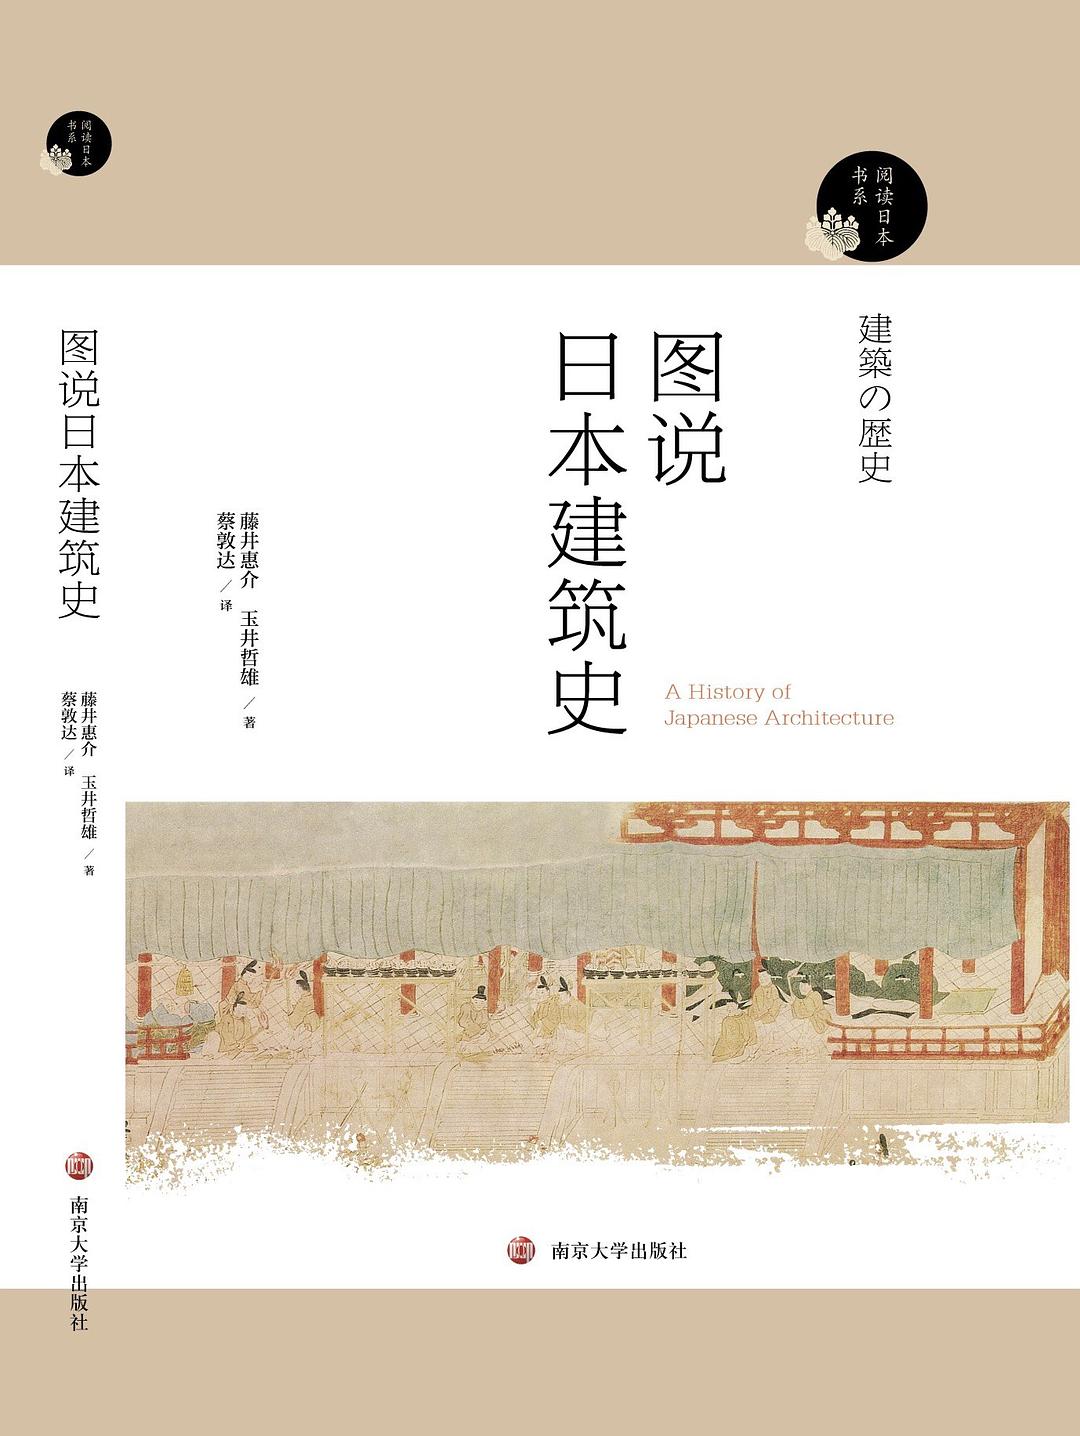 阅读日本
书系
图说日本建筑史
藤井惠介 玉井哲雄/著
蔡敦达/译
南京大学出版社
阅读日本
书系
建築の歴史
图说
日本建筑史
A History of
Japanese Architecture
藤井惠介 玉井哲雄/著
蔡敦达/译
南京大学出版社